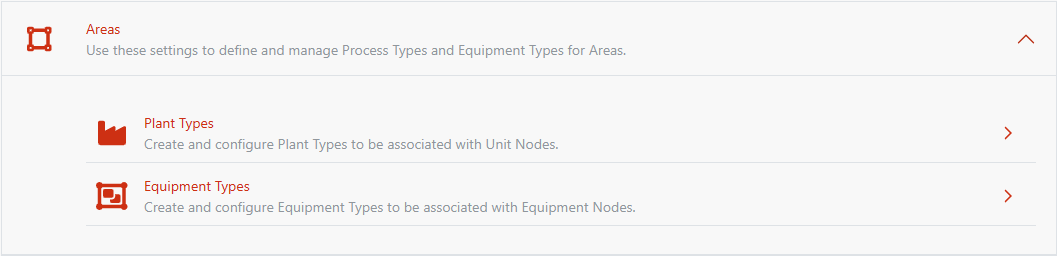 Areas
Use these settings to define and manage Process Types and Equipment Types for Areas.
Plant Types
Create and configure Plant Types to be associated with Unit Nodes.
Equipment Types
Create and configure Equipment Types to be associated with Equipment Nodes.